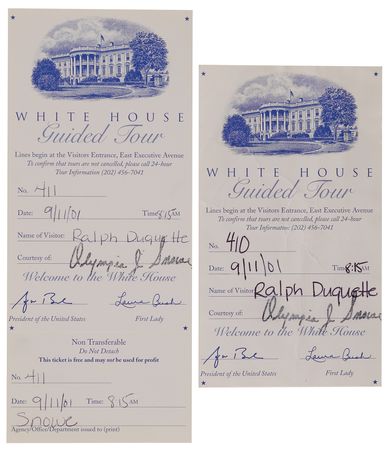 WHITE HOUSE
Guided Tour
Lines begin at the Visitors Entrance, East Executive Avenue
To confirm that tours are not cancelled, please call 24-hour
Tour Information (202) 456-7041
No. 411
Date: 9/11/01 Time: 8:15AM
Name of Visitor: Ralph Duquette
Courtesy of: Olympia J Snowe
Welcome to the White House
Laura Bush
President of the United States First Lady
Non Transferable
Do Not Detach
This ticket is free and may not be used for profit
No. 411
Date: 9/11/01 Time: 8:15AM
Snowe
Agency/Office/Department issued to (print)
WHITE HOUSE
Guided Tour
Lines begin at the Visitors Entrance, East Executive Avenue
To confirm that tours are not cancelled, please call 24-hour
Tour Information (202) 456-7041
No. 410
Date: 9/11/01 8:15AM
Name of Visitor: Ralph Duquette
Courtesy of: Olympia J Snowe
Welcome to the White House
Laura Bush
President of the United States First Lady